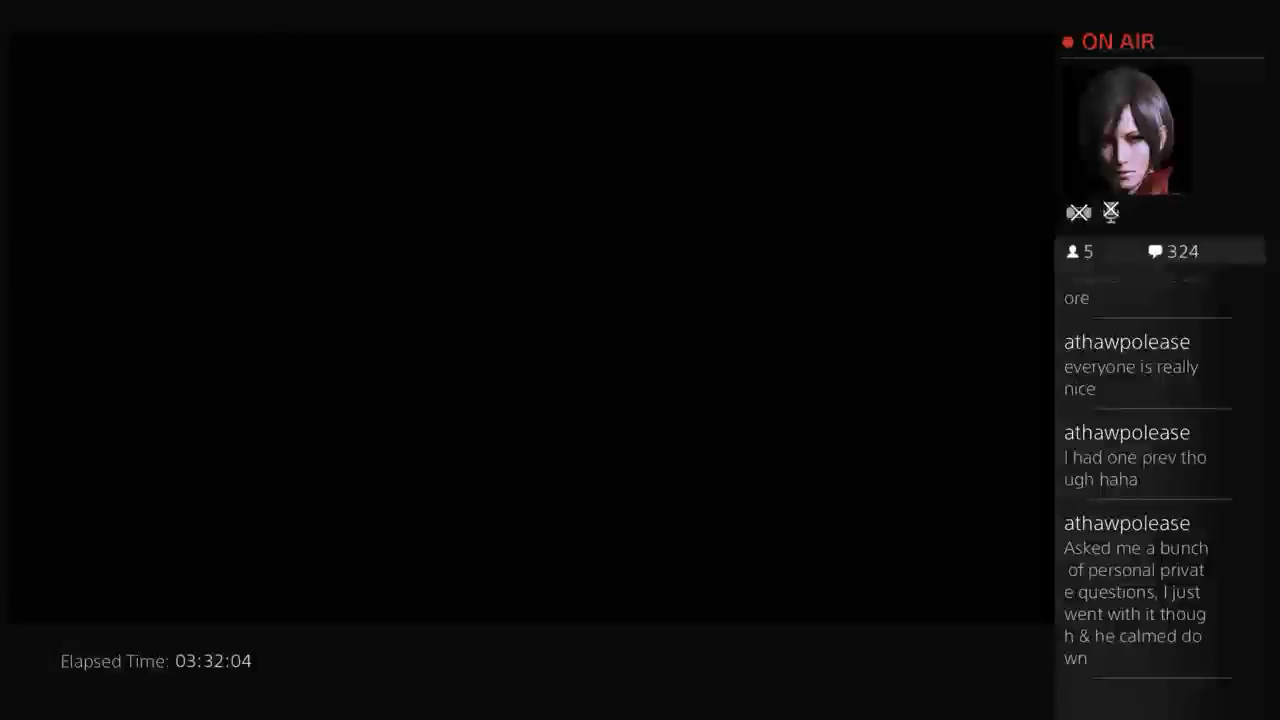 ON AIR
5 324
ore
athawpolease
everyone is really
nice
athawpolease
I had one prev tho
ugh haha
athawpolease
Asked me a bunch
of personal privat
e questions, I just
went with it thoug
h & he calmed do
wn
Elapsed Time: 03:32:04